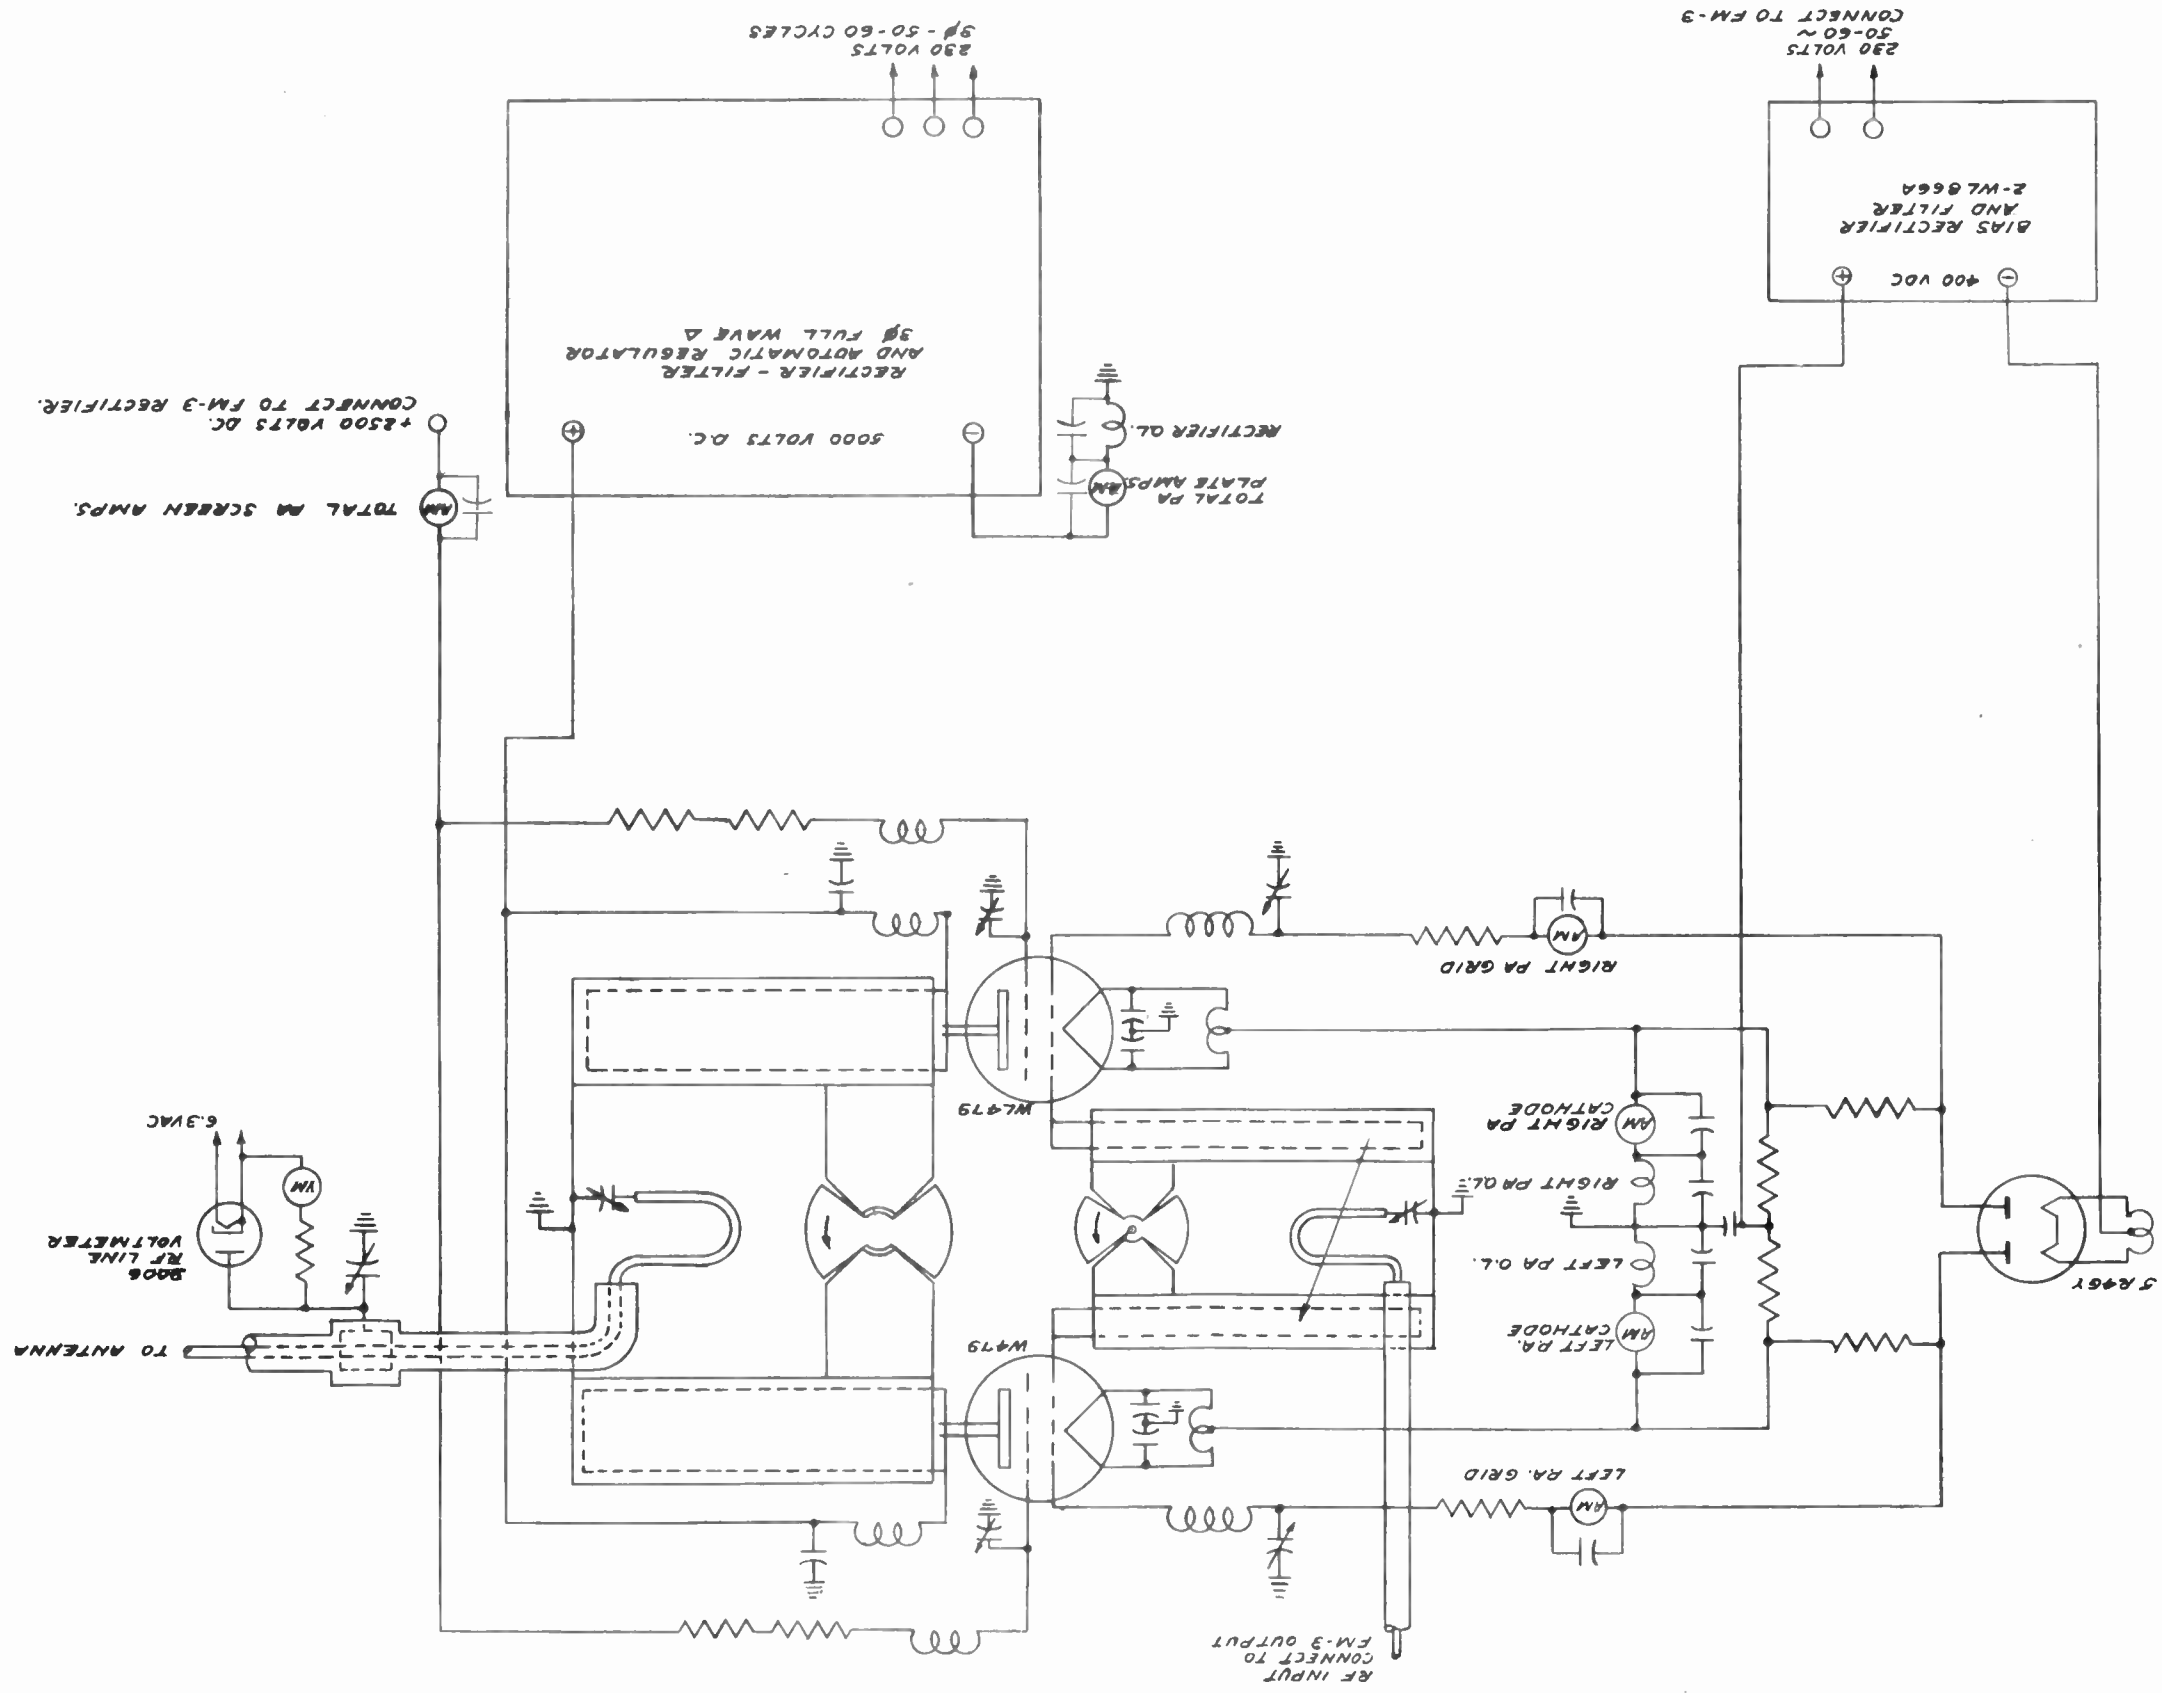 RF INPUT
CONNECT TO
FM-3 OUTPUT
LEFT PA. GRID
AM
W479
5R4GY
LEFT PA.
CATHODE
AM
LEFT PA O.L.
RIGHT PA OL.
RIGHT PA
CATHODE
AM
WL479
TO ANTENNA
9006
RF LINE
VOLTMETER
VM
6.3VAC
RIGHT PA GRID
AM
TOTAL PA
PLATE AMPS.
AM
RECTIFIER OL.
TOTAL PA SCREEN AMPS.
AM
+2500 VOLTS DC.
CONNECT TO FM-3 RECTIFIER.
5000 VOLTS D.C.
RECTIFIER - FILTER
AND AUTOMATIC REGULATOR
3Ø FULL WAVE Δ
230 VOLTS
3Ø - 50-60 CYCLES
400 VDC
BIAS RECTIFIER
AND FILTER
2-WL866A
230 VOLTS
50-60 ~
CONNECT TO FM-3